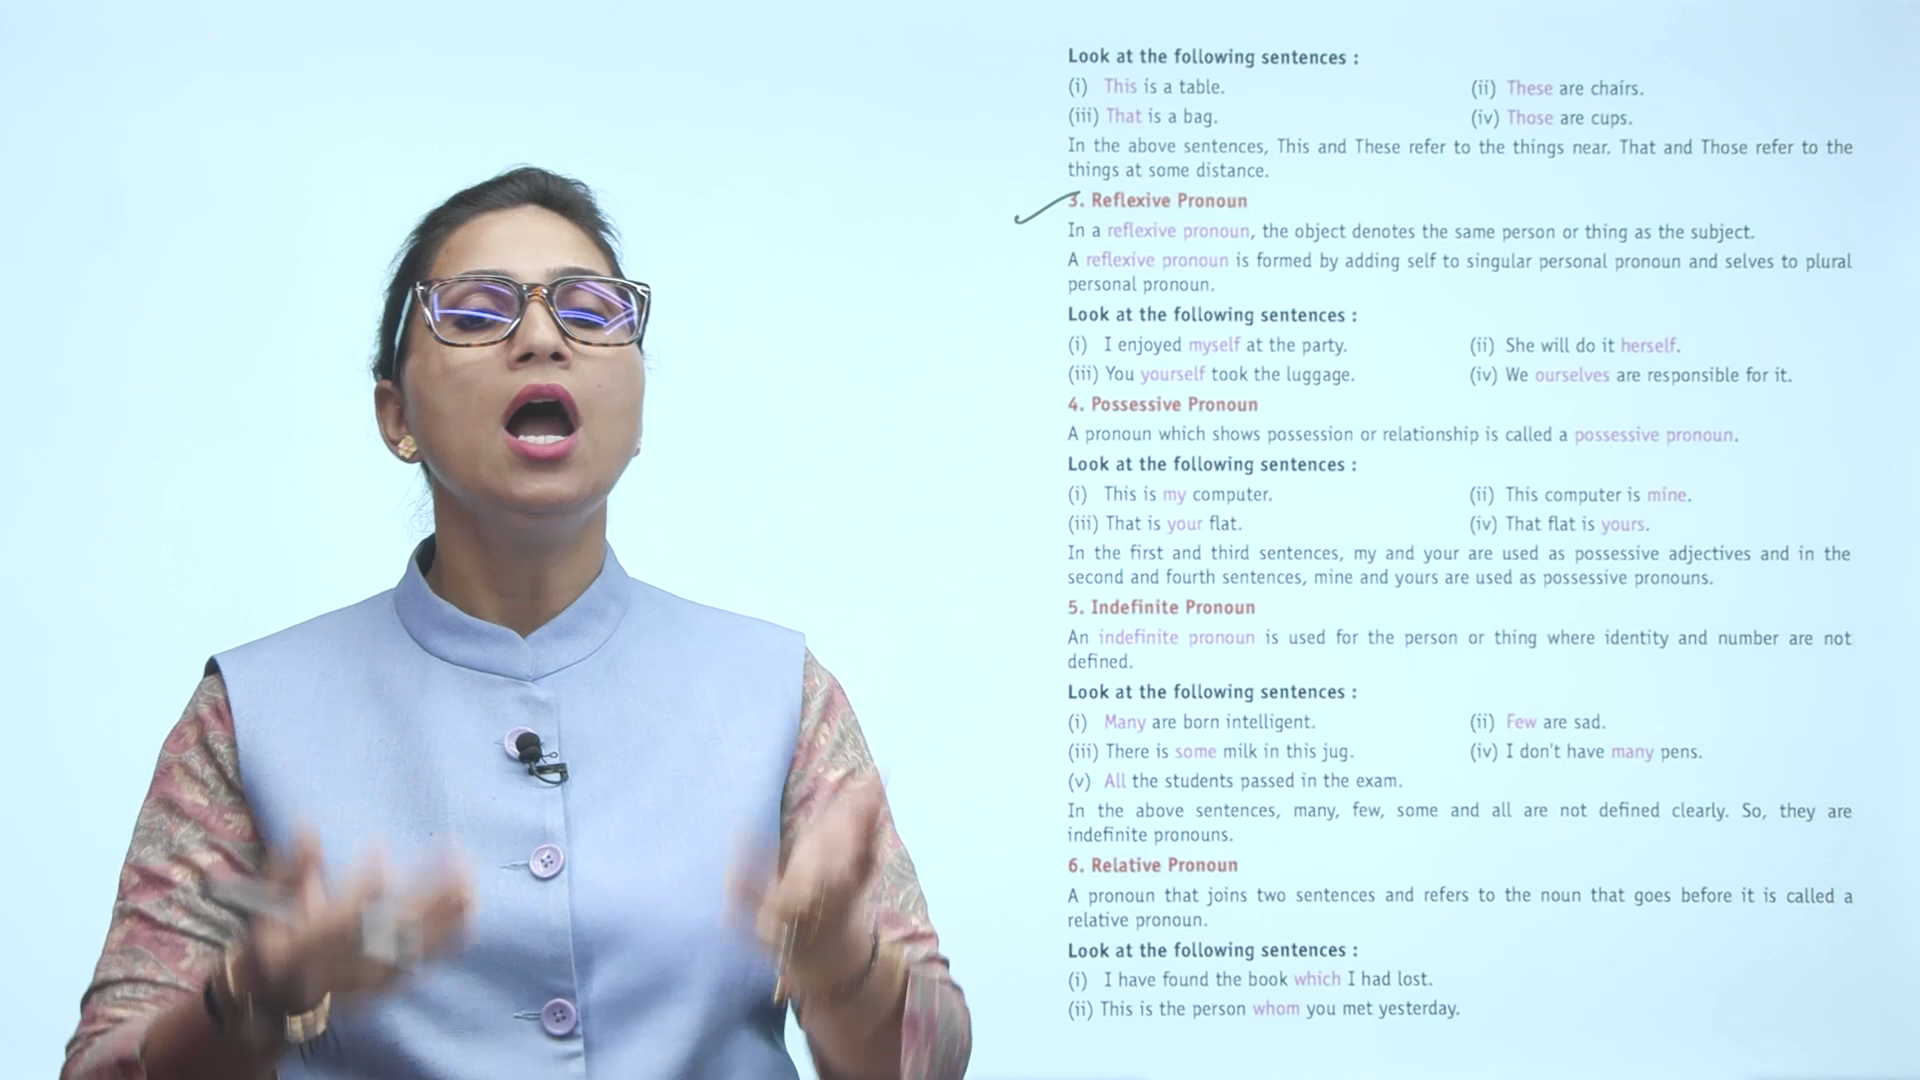 Look at the following sentences :
(i) This is a table. (ii) These are chairs.
(iii) That is a bag. (iv) Those are cups.
In the above sentences, This and These refer to the things near. That and Those refer to the
things at some distance.
3. Reflexive Pronoun
In a reflexive pronoun, the object denotes the same person or thing as the subject.
A reflexive pronoun is formed by adding self to singular personal pronoun and selves to plural
personal pronoun.
Look at the following sentences :
(i) I enjoyed myself at the party. (ii) She will do it herself.
(iii) You yourself took the luggage. (iv) We ourselves are responsible for it.
4. Possessive Pronoun
A pronoun which shows possession or relationship is called a possessive pronoun.
Look at the following sentences :
(i) This is my computer. (ii) This computer is mine.
(iii) That is your flat. (iv) That flat is yours.
In the first and third sentences, my and your are used as possessive adjectives and in the
second and fourth sentences, mine and yours are used as possessive pronouns.
5. Indefinite Pronoun
An indefinite pronoun is used for the person or thing where identity and number are not
defined.
Look at the following sentences :
(i) Many are born intelligent. (ii) Few are sad.
(iii) There is some milk in this jug. (iv) I don't have many pens.
(v) All the students passed in the exam.
In the above sentences, many, few, some and all are not defined clearly. So, they are
indefinite pronouns.
6. Relative Pronoun
A pronoun that joins two sentences and refers to the noun that goes before it is called a
relative pronoun.
Look at the following sentences :
(i) I have found the book which I had lost.
(ii) This is the person whom you met yesterday.